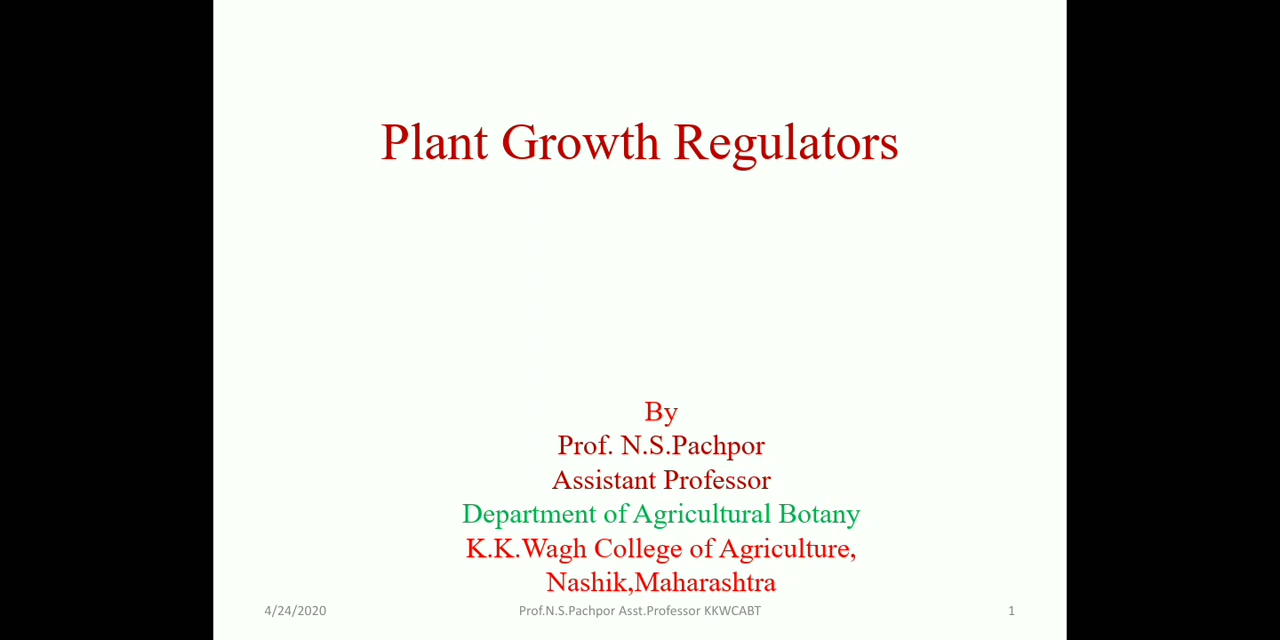 Plant Growth Regulators
By
Prof. N.S.Pachpor
Assistant Professor
Department of Agricultural Botany
K.K.Wagh College of Agriculture,
Nashik,Maharashtra
4/24/2020
Prof.N.S.Pachpor Asst.Professor KKWCABT
1